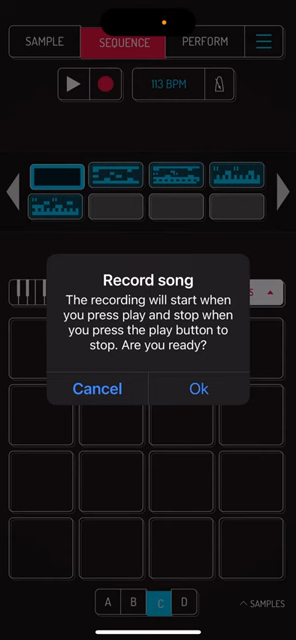 SAMPLE SEQUENCE PERFORM
113 BPM
Record song
The recording will start when
you press play and stop when
you press the play button to
stop. Are you ready?
Cancel Ok
A B C D
SAMPLES